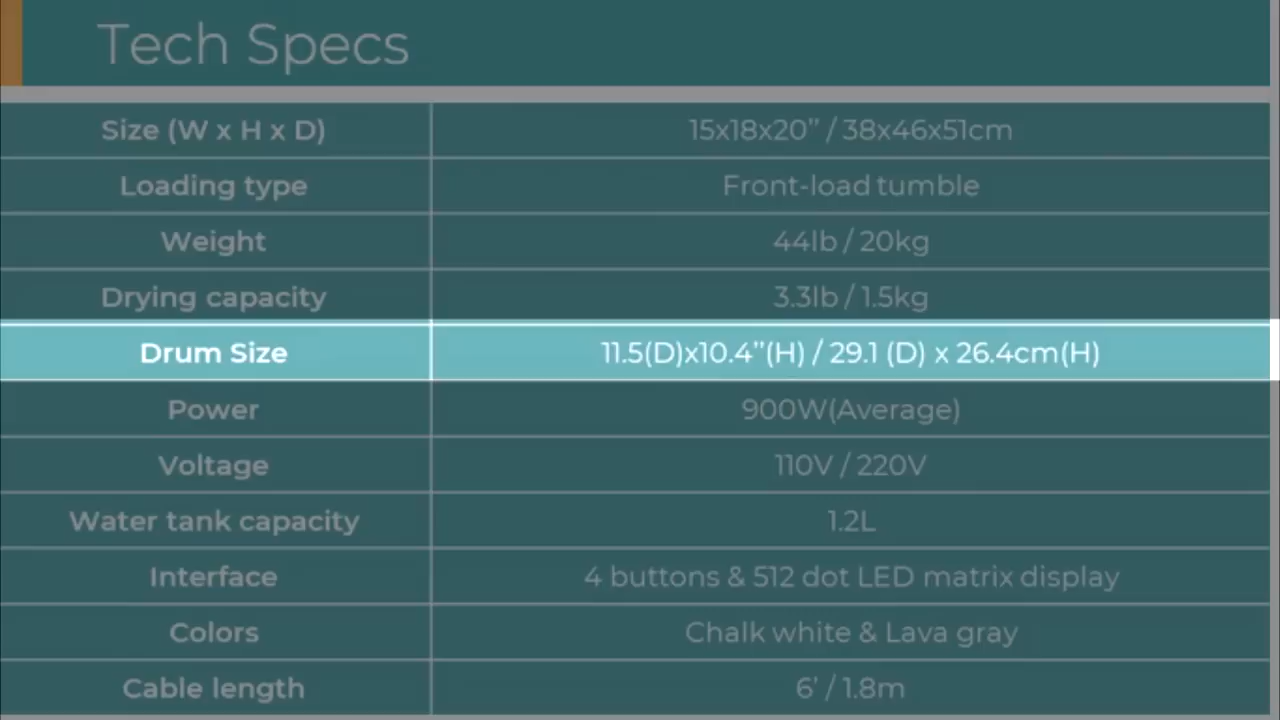 Tech Specs
Size (W x H x D) 15x18x20” / 38x46x51cm
Loading type Front-load tumble
Weight 44lb / 20kg
Drying capacity 3.3lb / 1.5kg
Drum Size 11.5(D)x10.4”(H) / 29.1 (D) x 26.4cm(H)
Power 900W(Average)
Voltage 110V / 220V
Water tank capacity 1.2L
Interface 4 buttons & 512 dot LED matrix display
Colors Chalk white & Lava gray
Cable length 6’ / 1.8m